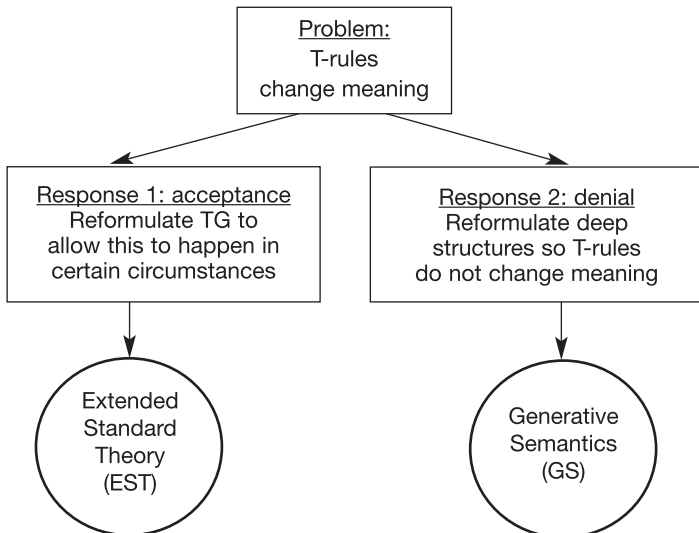 Problem:
T-rules
change meaning
Response 1: acceptance
Reformulate TG to
allow this to happen in
certain circumstances
Response 2: denial
Reformulate deep
structures so T-rules
do not change meaning
Extended
Standard
Theory
(EST)
Generative
Semantics
(GS)